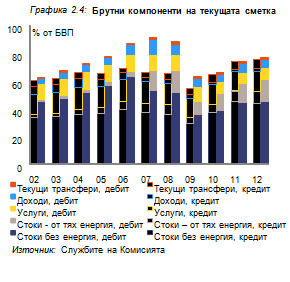 Графика 2.4: Брутни компоненти на текущата сметка
% от БВП
100
80
60
40
20
0
02 03 04 05 06 07 08 09 10 11 12
Текущи трансфери, дебит Текущи трансфери, кредит
Доходи, дебит Доходи, кредит
Услуги, дебит Услуги, кредит
Стоки - от тях енергия, дебит Стоки – от тях енергия, кредит
Стоки без енергия, дебит Стоки без енергия, кредит
Източник: Службите на Комисията